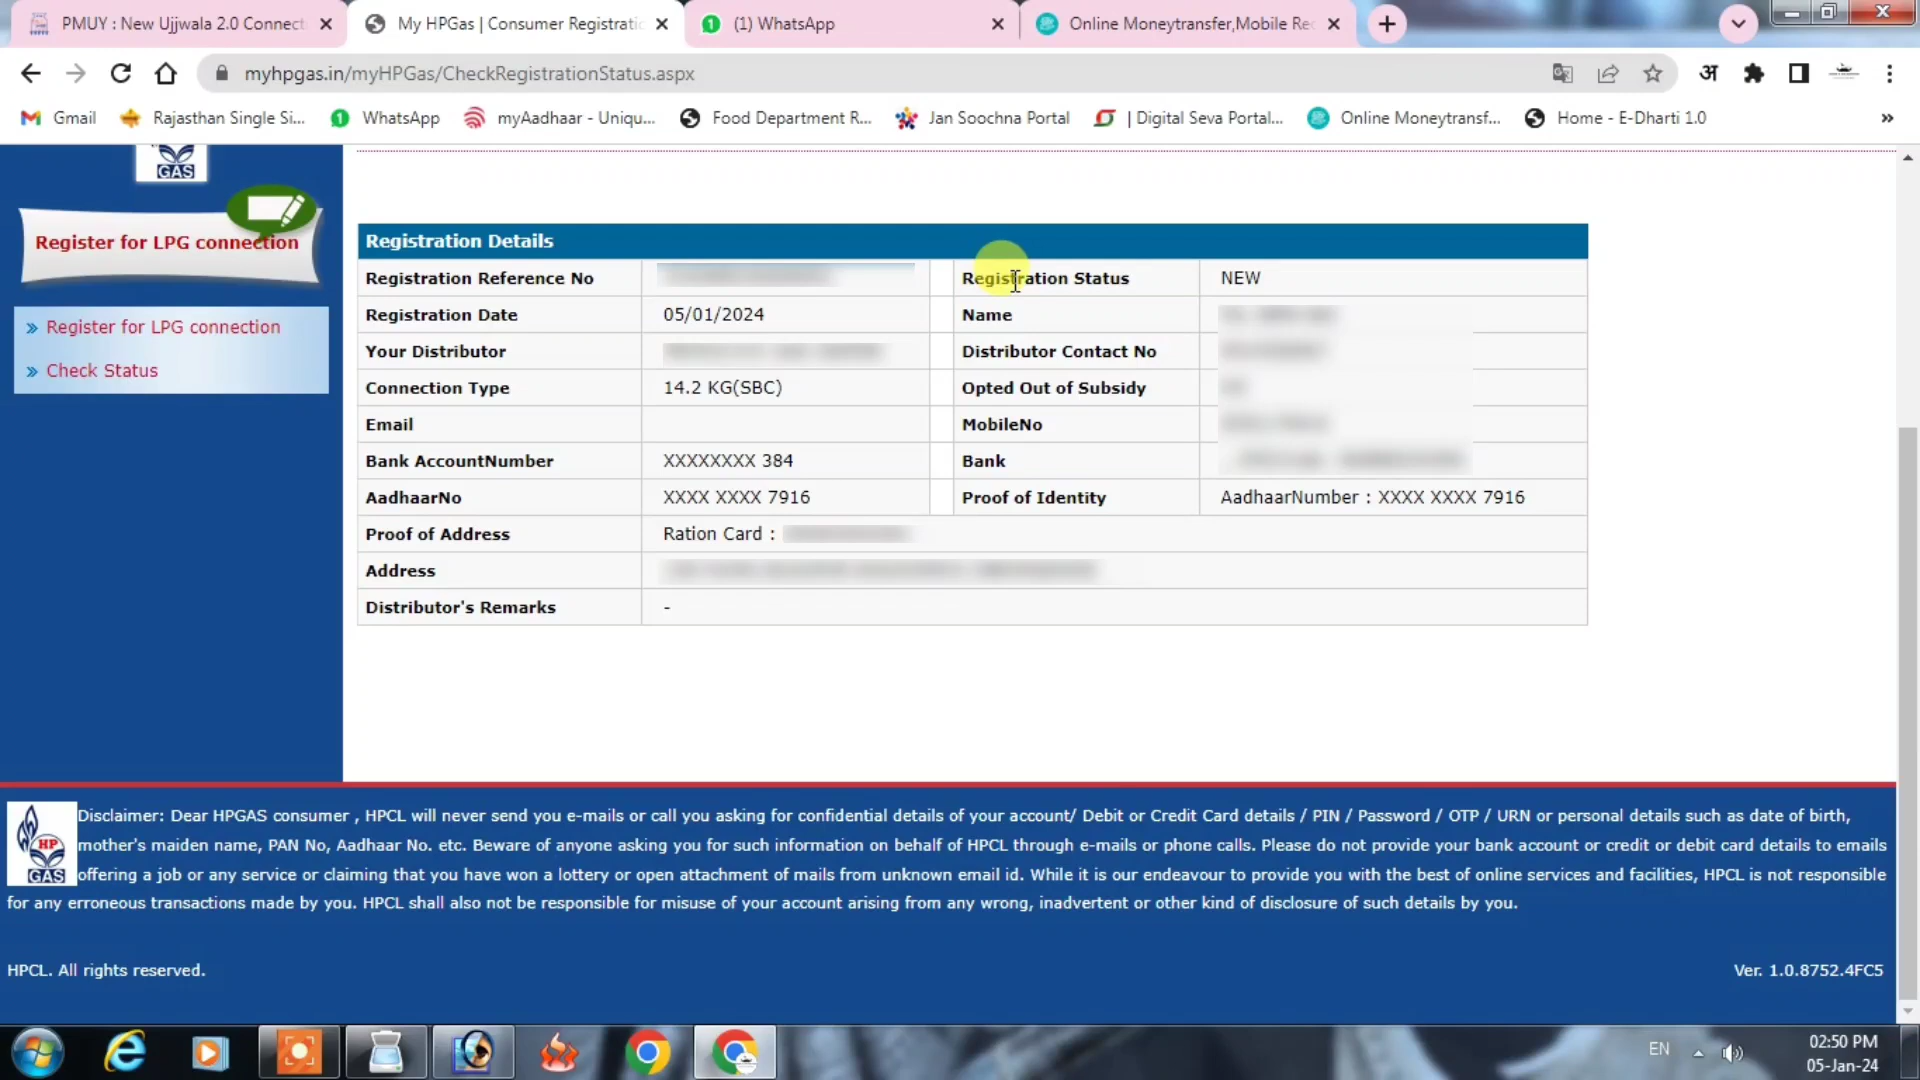 PMUY : New Ujjwala 2.0 Connect
My HPGas | Consumer Registratio
(1) WhatsApp
Online Moneytransfer,Mobile Rec
myhpgas.in/myHPGas/CheckRegistrationStatus.aspx
अ
Gmail
Rajasthan Single Si...
WhatsApp
myAadhaar - Uniqu...
Food Department R...
Jan Soochna Portal
| Digital Seva Portal...
Online Moneytransf...
Home - E-Dharti 1.0
»
GAS
Register for LPG connection
» Register for LPG connection
» Check Status
Registration Details
Registration Reference No
Registration Status NEW
Registration Date 05/01/2024
Name
Your Distributor
Distributor Contact No
Connection Type 14.2 KG(SBC)
Opted Out of Subsidy
Email
MobileNo
Bank AccountNumber XXXXXXXX 384
Bank
AadhaarNo XXXX XXXX 7916
Proof of Identity AadhaarNumber : XXXX XXXX 7916
Proof of Address Ration Card :
Address
Distributor's Remarks -
HP
GAS
Disclaimer: Dear HPGAS consumer , HPCL will never send you e-mails or call you asking for confidential details of your account/ Debit or Credit Card details / PIN / Password / OTP / URN or personal details such as date of birth,
mother's maiden name, PAN No, Aadhaar No. etc. Beware of anyone asking you for such information on behalf of HPCL through e-mails or phone calls. Please do not provide your bank account or credit or debit card details to emails
offering a job or any service or claiming that you have won a lottery or open attachment of mails from unknown email id. While it is our endeavour to provide you with the best of online services and facilities, HPCL is not responsible
for any erroneous transactions made by you. HPCL shall also not be responsible for misuse of your account arising from any wrong, inadvertent or other kind of disclosure of such details by you.
HPCL. All rights reserved.
Ver. 1.0.8752.4FC5
EN
02:50 PM
05-Jan-24